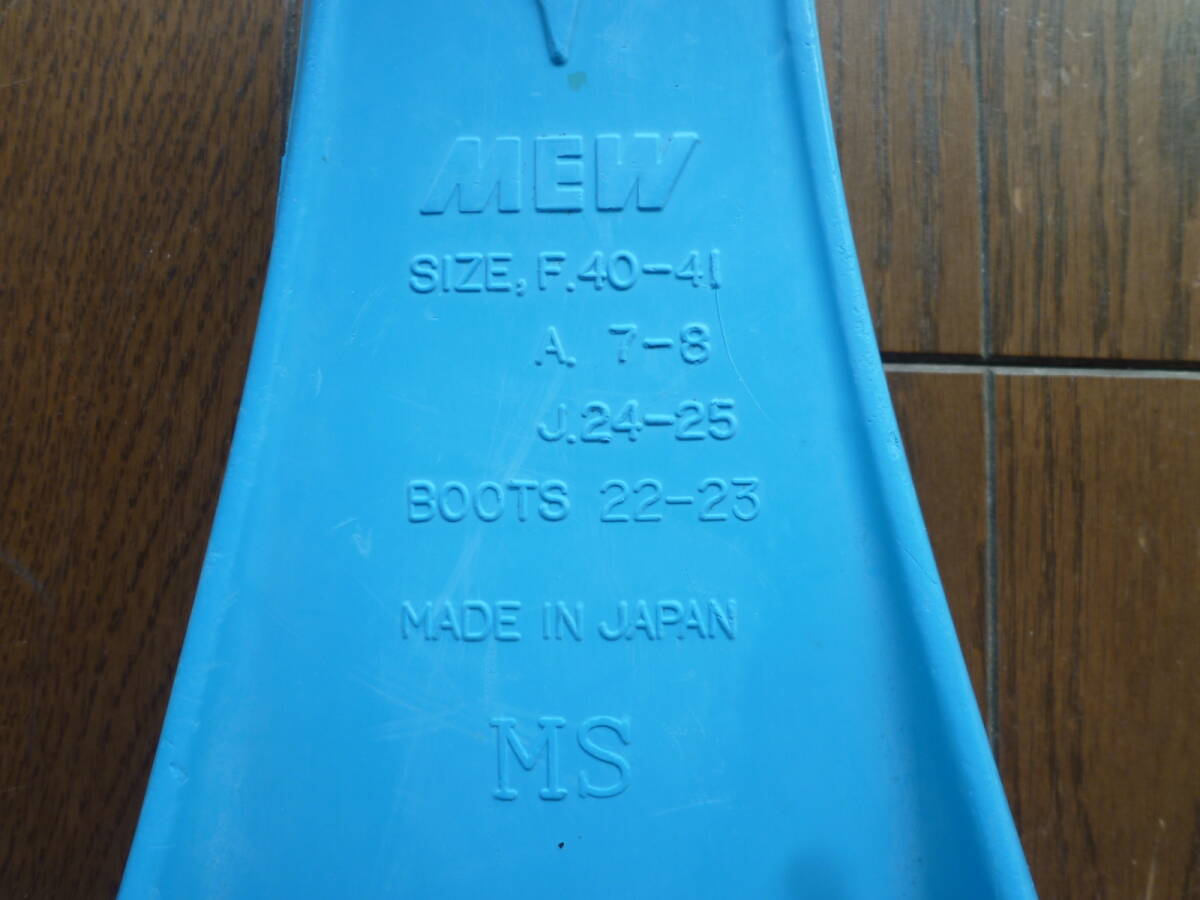 MEW
SIZE, F.40-41
A. 7-8
J.24-25
BOOTS 22-23
MADE IN JAPAN
MS